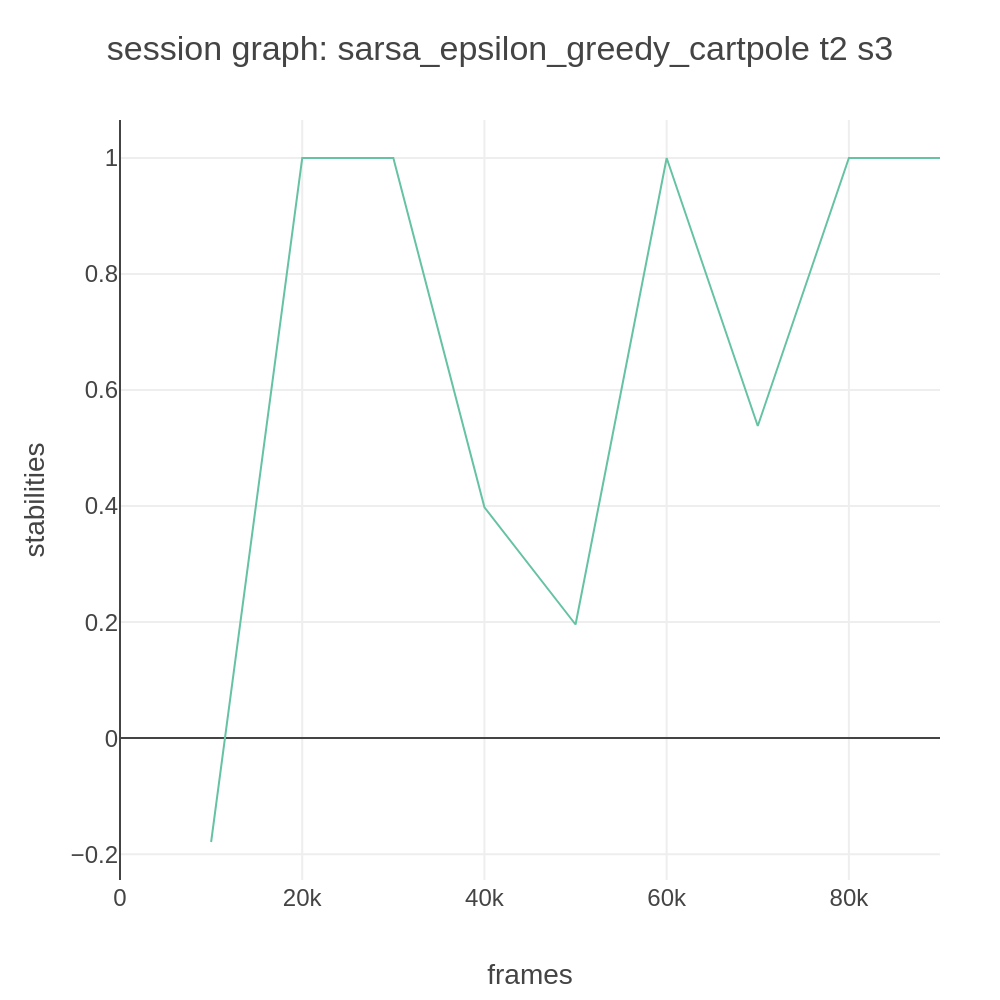 session graph: sarsa_epsilon_greedy_cartpole t2 s3
1
0.8
0.6
0.4
0.2
0
−0.2
stabilities
0
20k
40k
60k
80k
frames